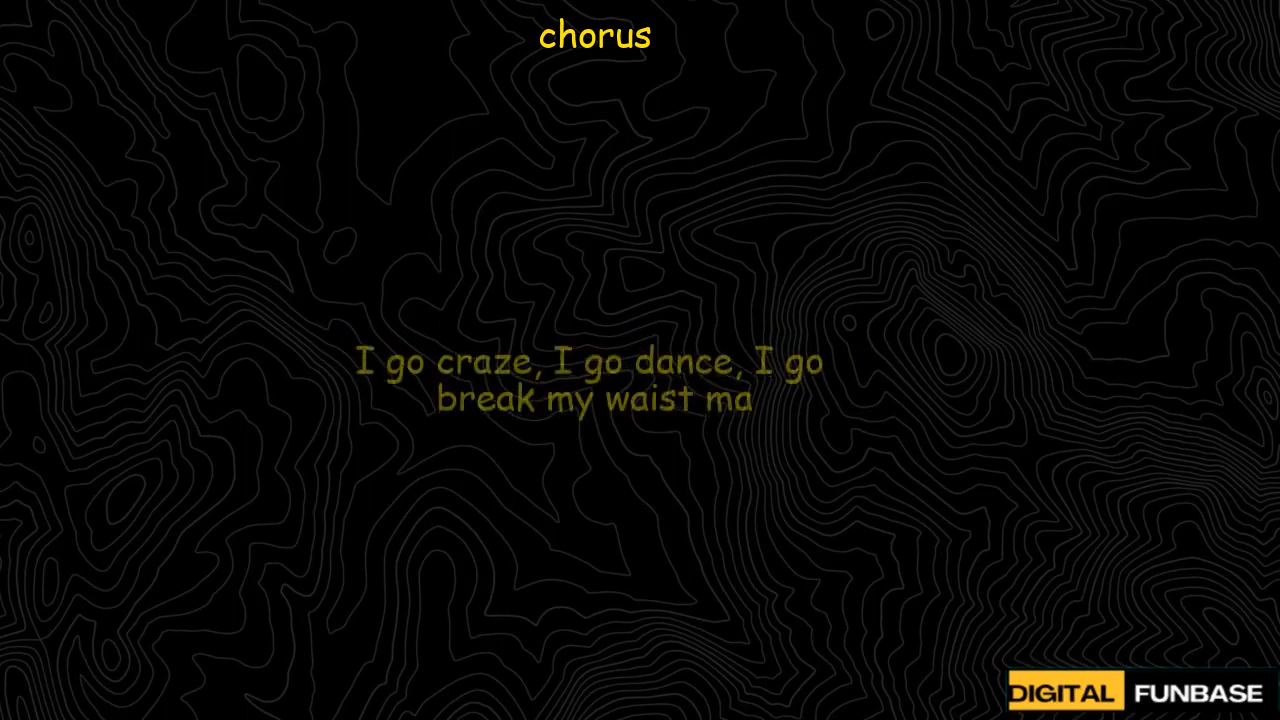 chorus
I go craze, I go dance, I go
break my waist ma
DIGITAL FUNBASE